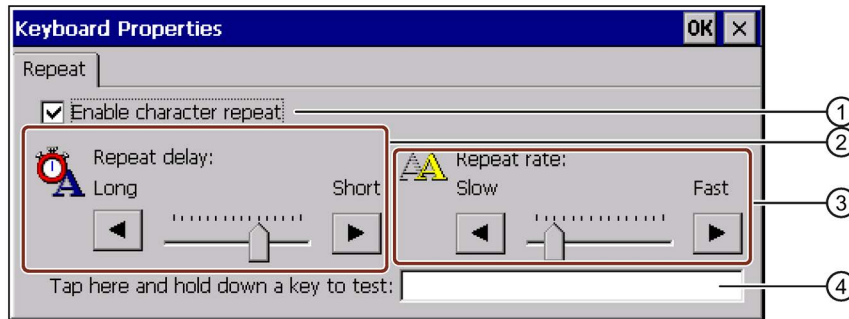 Keyboard Properties OK ×
Repeat
Enable character repeat 1
2
Repeat delay: Repeat rate:
Long Short Slow Fast
3
Tap here and hold down a key to test: 4